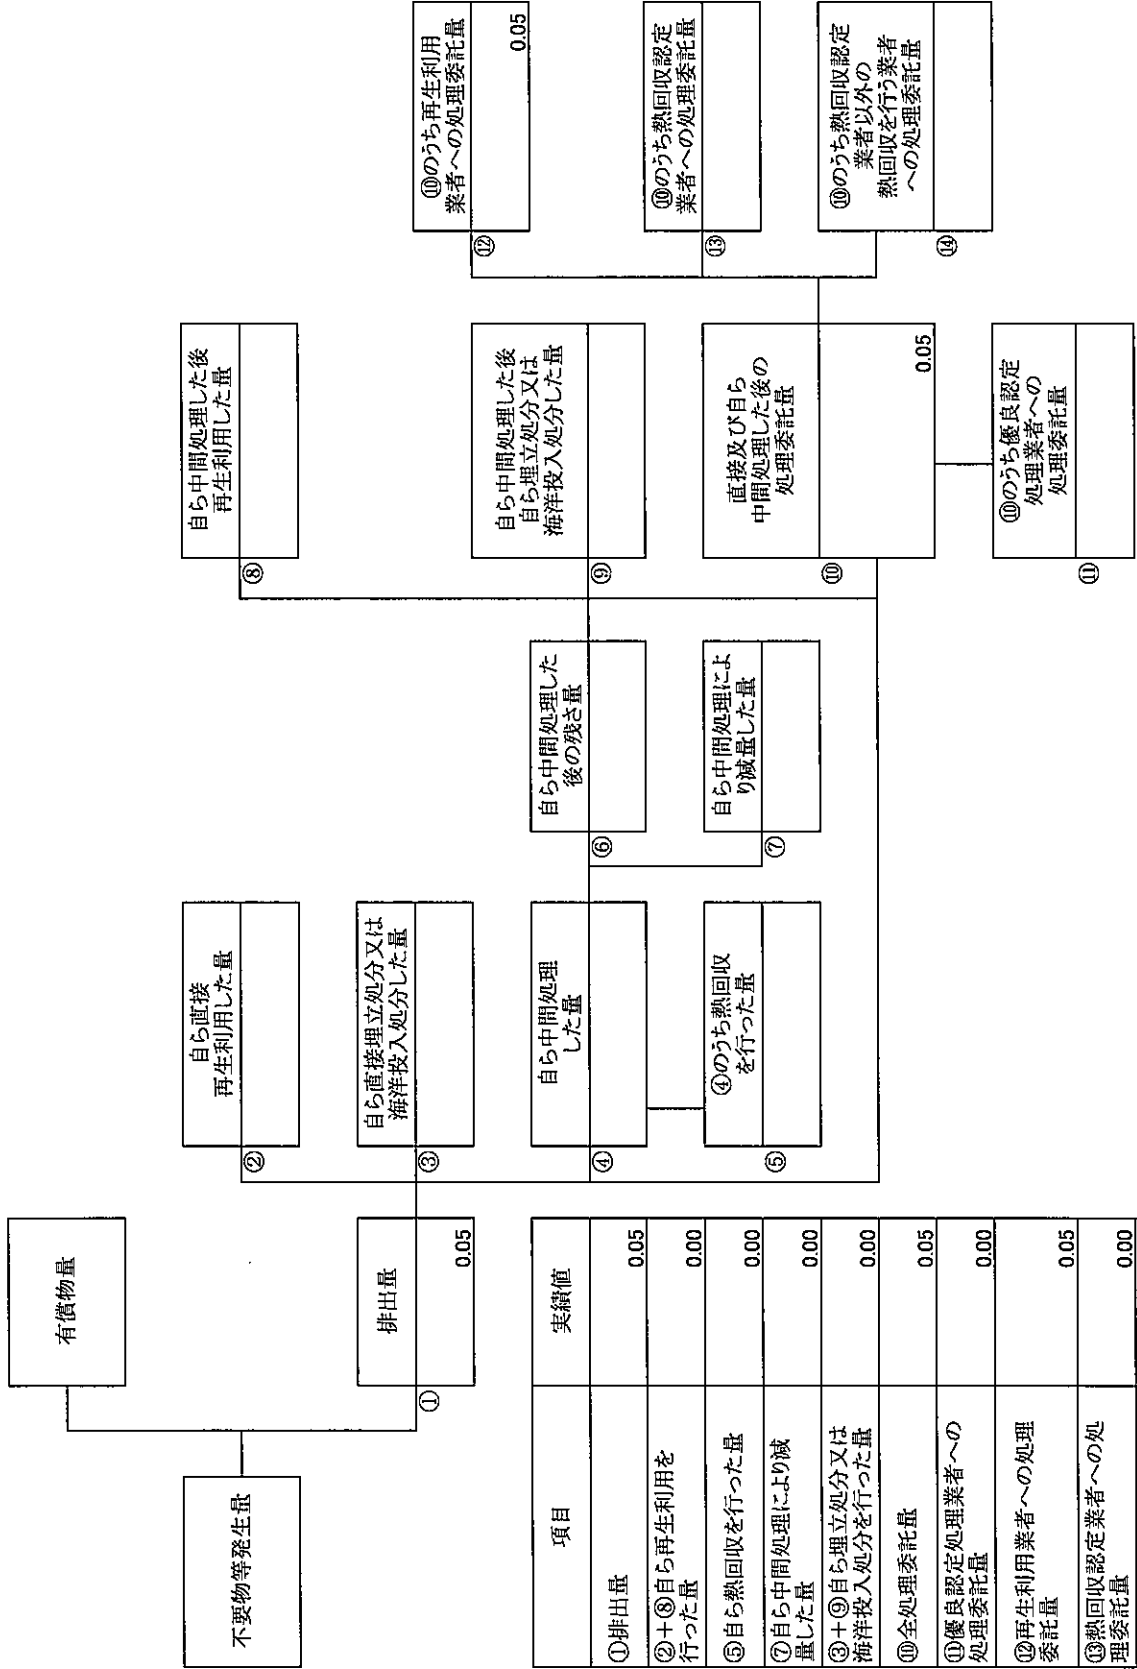 不要物等発生量
有償物量
①
排出量
0.05
②
自ら直接
再生利用した量
③
自ら直接埋立処分又は
海洋投入処分した量
④
自ら中間処理
した量
⑤
④のうち熱回収
を行った量
⑥
自ら中間処理した
後の残さ量
⑦
自ら中間処理によ
り減量した量
⑧
自ら中間処理した後
再生利用した量
⑨
自ら中間処理した後
自ら埋立処分又は
海洋投入処分した量
⑩
直接及び自ら
中間処理した後の
処理委託量
0.05
⑪
⑩のうち優良認定
処理業者への
処理委託量
⑫
⑩のうち再生利用
業者への処理委託量
0.05
⑬
⑩のうち熱回収認定
業者への処理委託量
⑭
⑩のうち熱回収認定
業者以外の
熱回収を行う業者
への処理委託量
項目 実績値
①排出量 0.05
②+⑧自ら再生利用を
行った量 0.00
⑤自ら熱回収を行った量 0.00
⑦自ら中間処理により減
量した量 0.00
③+⑨自ら埋立処分又は
海洋投入処分を行った量 0.00
⑩全処理委託量 0.05
⑪優良認定処理業者への
処理委託量 0.00
⑫再生利用業者への処理
委託量 0.05
⑬熱回収認定業者への処
理委託量 0.00